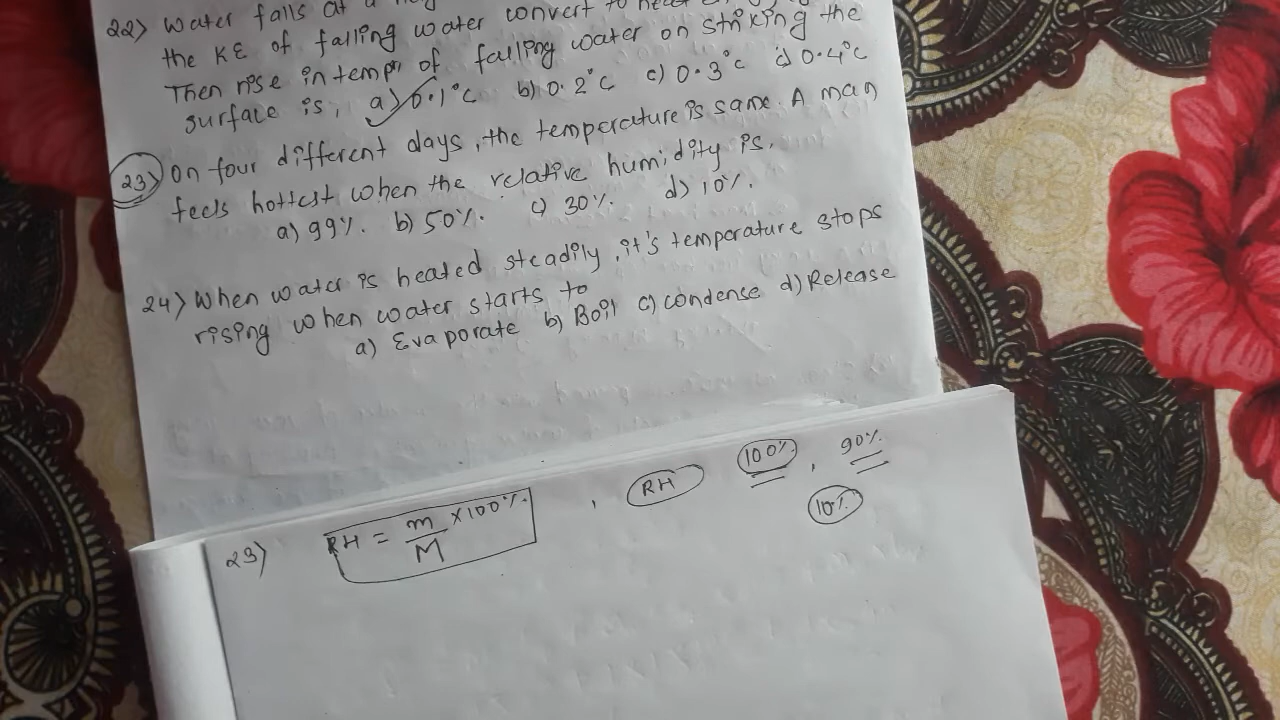 22) Water falls at a
the KE of falling water convert to heat
Then rise in tempr of falling water on striking the
surface is, a) 0.1°c b) 0.2°c c) 0.3°c d) 0.4°c
23) On four different days, the temperature is same. A man
feels hottest when the relative humidity is.
a) 99%. b) 50%. c) 30%. d) 10%.
24) When water is heated steadily, it's temperature stops
rising when water starts to
a) Evaporate b) Boil c) condense d) Release
23) RH = m/M × 100%. , RH 100%. , 90%.
10%